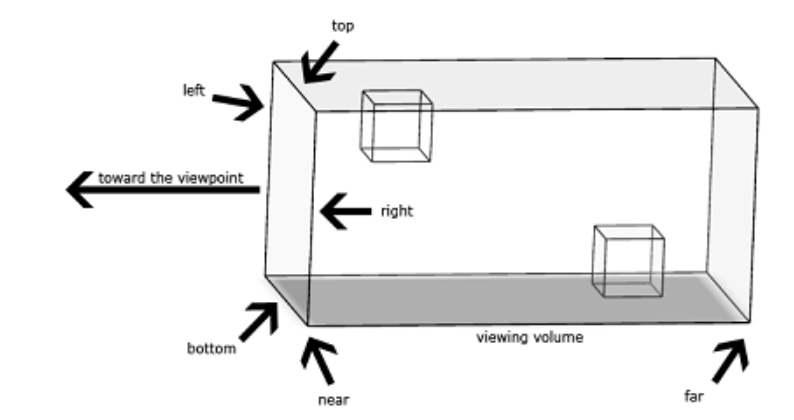 top
left
toward the viewpoint
right
viewing volume
bottom
near
far